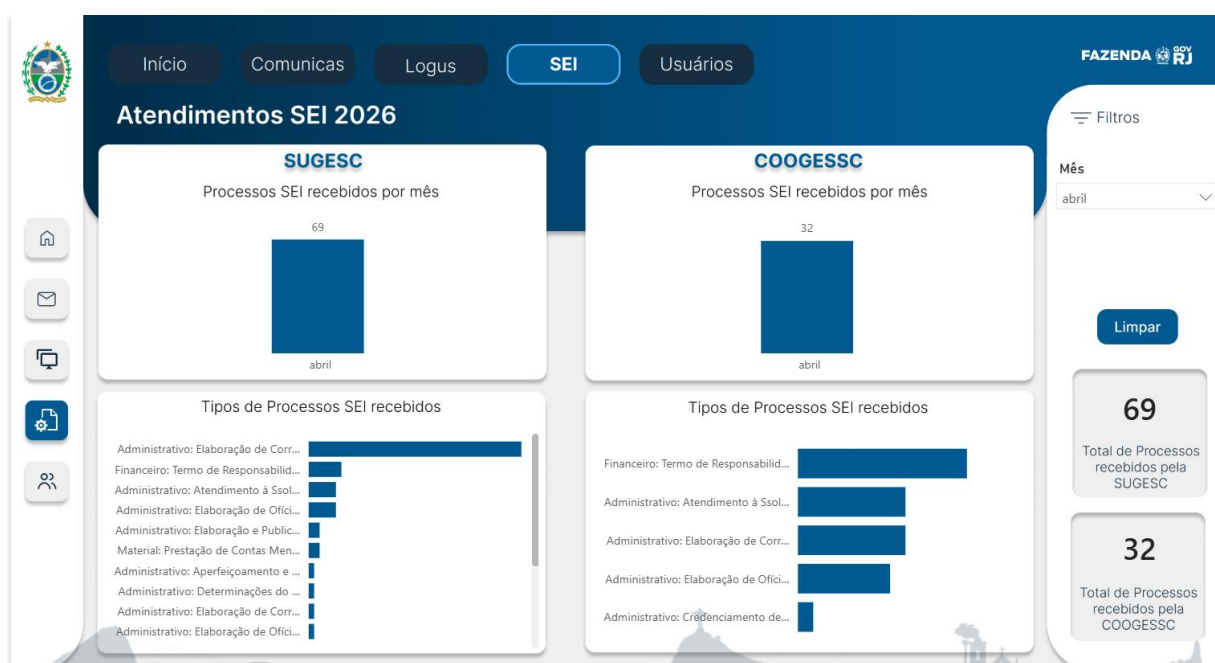 Início
Comunicas
Logus
SEI
Usuários
FAZENDA
GOV
RJ
Atendimentos SEI 2026
Filtros
Mês
abril
Limpar
SUGESC
Processos SEI recebidos por mês
69
abril
COOGESSC
Processos SEI recebidos por mês
32
abril
Tipos de Processos SEI recebidos
Administrativo: Elaboração de Corr...
Financeiro: Termo de Responsabilid...
Administrativo: Atendimento à Ssol...
Administrativo: Elaboração de Ofíci...
Administrativo: Elaboração e Public...
Material: Prestação de Contas Men...
Administrativo: Aperfeiçoamento e ...
Administrativo: Determinações do ...
Administrativo: Elaboração de Corr...
Administrativo: Elaboração de Ofíci...
Tipos de Processos SEI recebidos
Financeiro: Termo de Responsabilid...
Administrativo: Atendimento à Ssol...
Administrativo: Elaboração de Corr...
Administrativo: Elaboração de Ofíci...
Administrativo: Credenciamento de...
69
Total de Processos
recebidos pela
SUGESC
32
Total de Processos
recebidos pela
COOGESSC